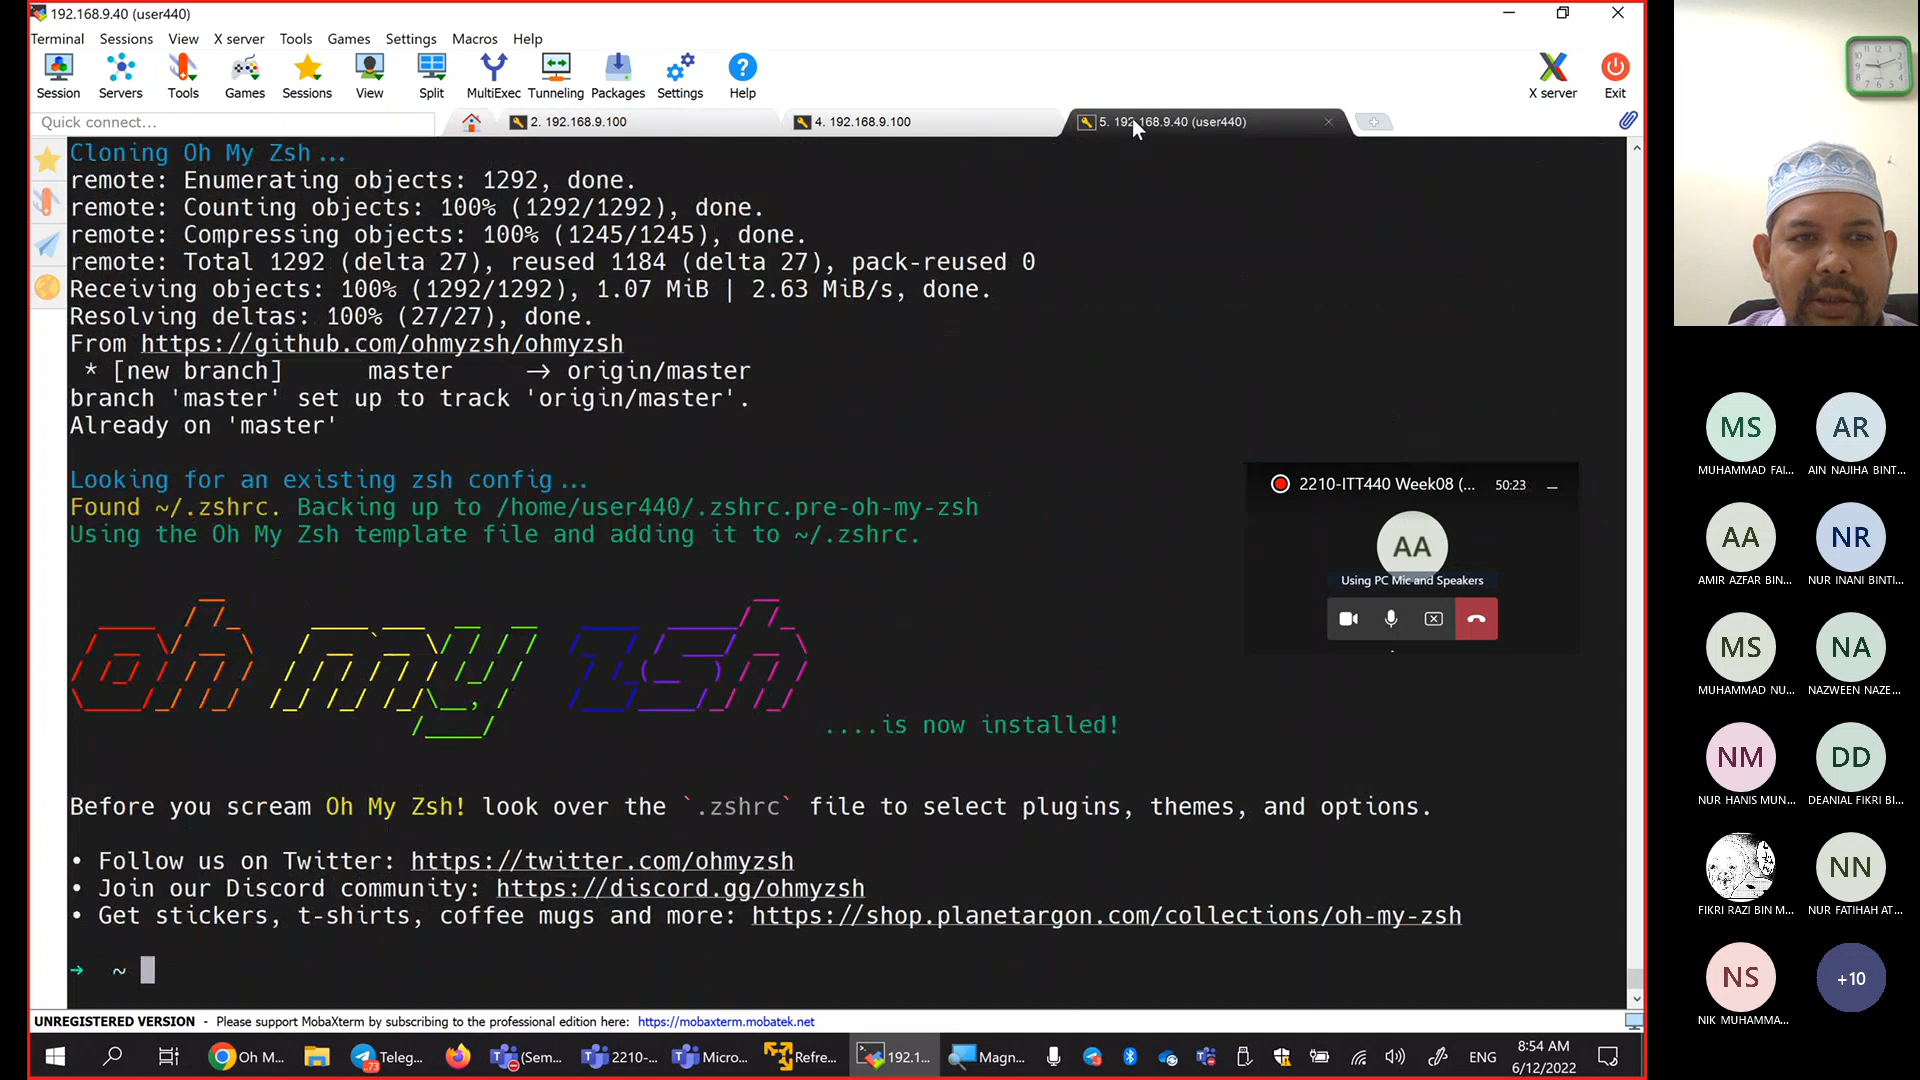 192.168.9.40 (user440)
Terminal Sessions View X server Tools Games Settings Macros Help
Session Servers Tools Games Sessions View Split MultiExec Tunneling Packages Settings Help X server Exit
Quick connect...
2. 192.168.9.100
4. 192.168.9.100
5. 192.168.9.40 (user440)
Cloning Oh My Zsh...
remote: Enumerating objects: 1292, done.
remote: Counting objects: 100% (1292/1292), done.
remote: Compressing objects: 100% (1245/1245), done.
remote: Total 1292 (delta 27), reused 1184 (delta 27), pack-reused 0
Receiving objects: 100% (1292/1292), 1.07 MiB | 2.63 MiB/s, done.
Resolving deltas: 100% (27/27), done.
From https://github.com/ohmyzsh/ohmyzsh
* [new branch] master → origin/master
branch 'master' set up to track 'origin/master'.
Already on 'master'
Looking for an existing zsh config...
Found ~/.zshrc. Backing up to /home/user440/.zshrc.pre-oh-my-zsh
Using the Oh My Zsh template file and adding it to ~/.zshrc.
oh my zsh
....is now installed!
Before you scream Oh My Zsh! look over the `.zshrc` file to select plugins, themes, and options.
• Follow us on Twitter: https://twitter.com/ohmyzsh
• Join our Discord community: https://discord.gg/ohmyzsh
• Get stickers, t-shirts, coffee mugs and more: https://shop.planetargon.com/collections/oh-my-zsh
→ ~
2210-ITT440 Week08 (... 50:23
AA
Using PC Mic and Speakers
UNREGISTERED VERSION - Please support MobaXterm by subscribing to the professional edition here: https://mobaxterm.mobatek.net
Oh M... Teleg... (Sem... 2210-... Micro... Refre... 192.1... Magn... ENG
73
8:54 AM
6/12/2022
MS AR
MUHAMMAD FAI... AIN NAJIHA BINT...
AA NR
AMIR AZFAR BIN... NUR INANI BINTI...
MS NA
MUHAMMAD NU... NAZWEEN NAZE...
NM DD
NUR HANIS MUN... DEANIAL FIKRI BI...
NN
FIKRI RAZI BIN M... NUR FATIHAH AT...
NS +10
NIK MUHAMMA...